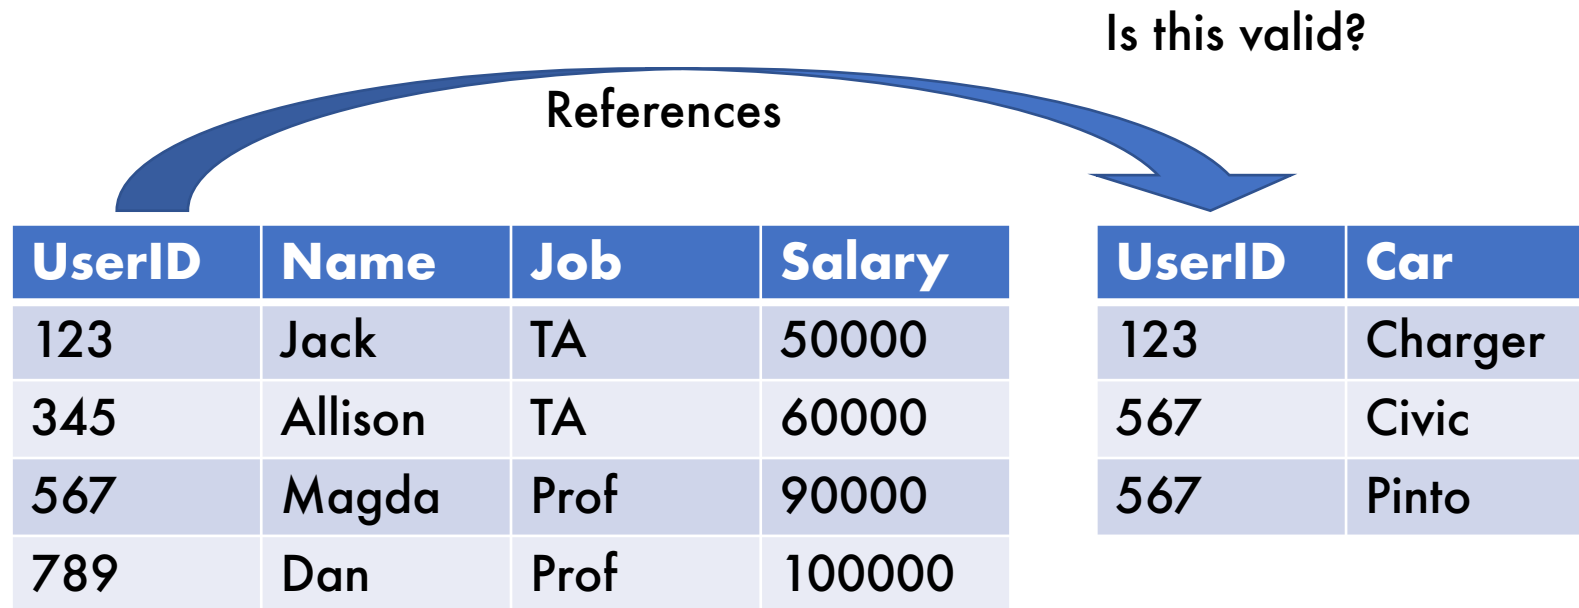 Is this valid?
References
UserID Name Job Salary
123 Jack TA 50000
345 Allison TA 60000
567 Magda Prof 90000
789 Dan Prof 100000
UserID Car
123 Charger
567 Civic
567 Pinto